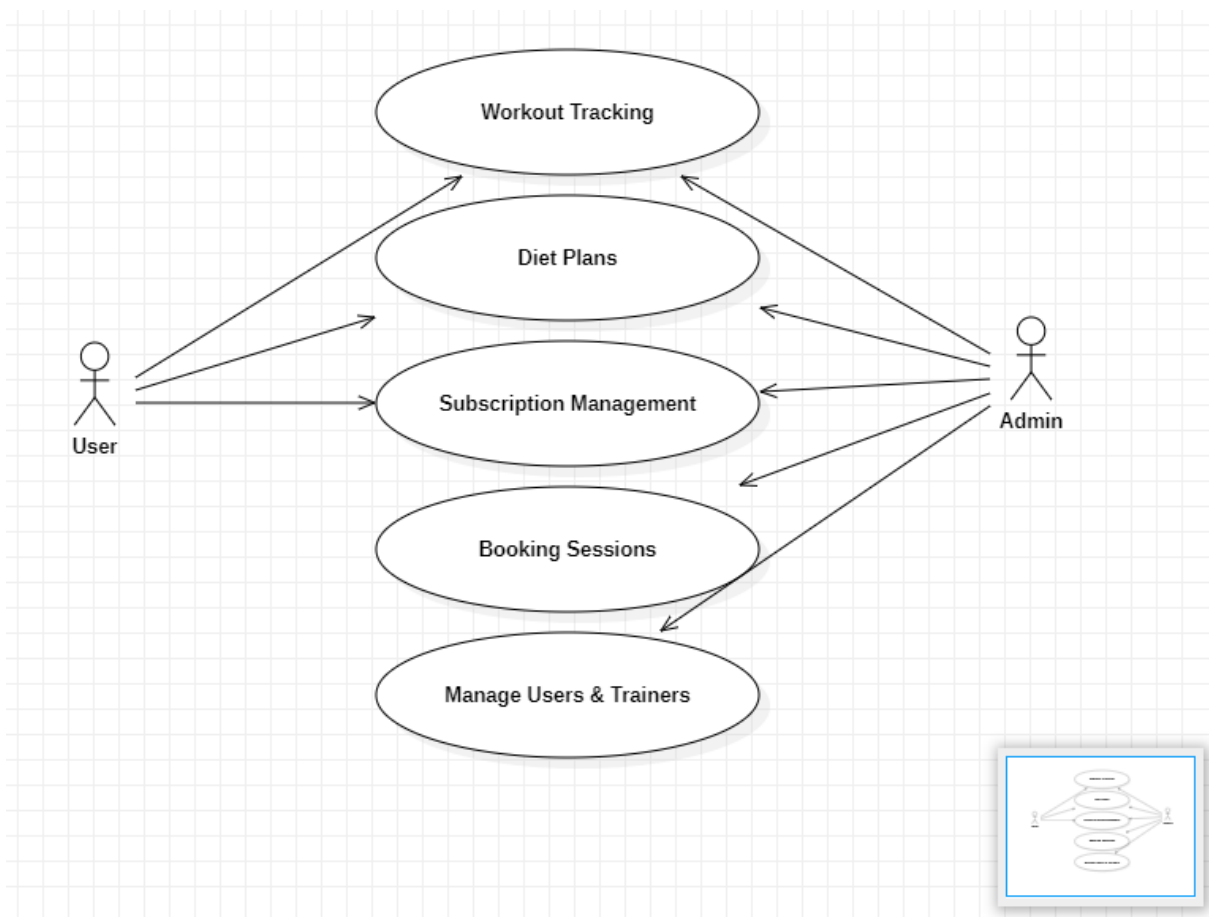 Workout Tracking
Diet Plans
Subscription Management
User
Admin
Booking Sessions
Manage Users & Trainers